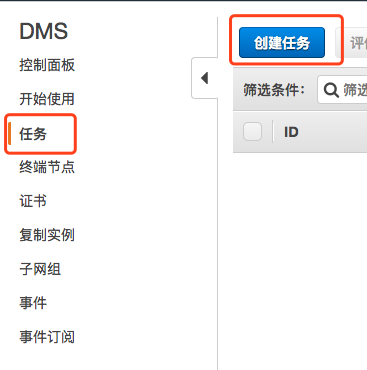 DMS
控制面板
开始使用
任务
终端节点
证书
复制实例
子网组
事件
事件订阅
创建任务
筛选条件：
筛选
ID